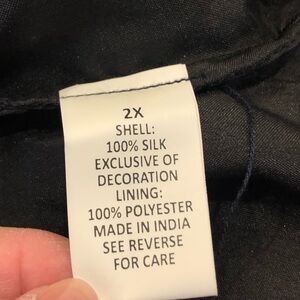 2X
SHELL:
100% SILK
EXCLUSIVE OF
DECORATION
LINING:
100% POLYESTER
MADE IN INDIA
SEE REVERSE
FOR CARE